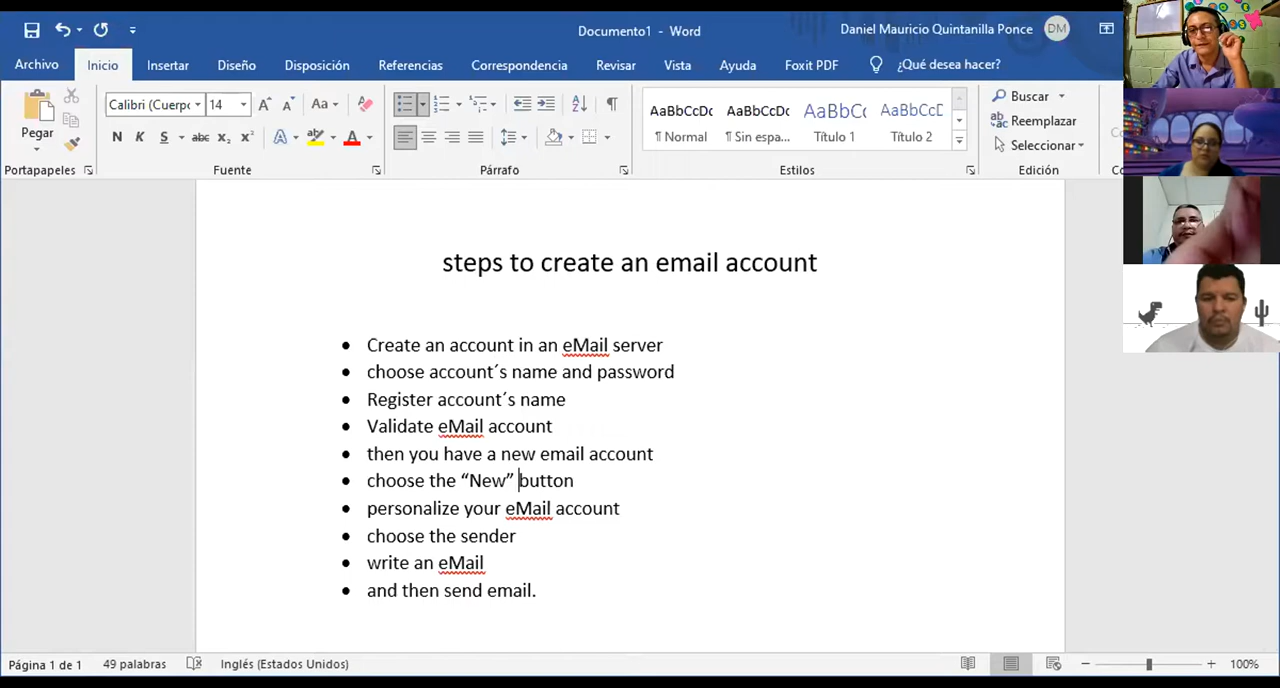 Documento1 - Word
Daniel Mauricio Quintanilla Ponce
DM
Archivo
Inicio
Insertar
Diseño
Disposición
Referencias
Correspondencia
Revisar
Vista
Ayuda
Foxit PDF
¿Qué desea hacer?
Pegar
Portapapeles
Calibri (Cuerpo
14
Aa
N K S abc x₂ x²
Fuente
Párrafo
AaBbCcDc
¶ Normal
AaBbCcDc
¶ Sin espa...
AaBbCc
Título 1
AaBbCcD
Título 2
Estilos
Buscar
Reemplazar
Seleccionar
Edición
steps to create an email account
• Create an account in an eMail server
• choose account´s name and password
• Register account´s name
• Validate eMail account
• then you have a new email account
• choose the “New” button
• personalize your eMail account
• choose the sender
• write an eMail
• and then send email.
Página 1 de 1
49 palabras
Inglés (Estados Unidos)
100%